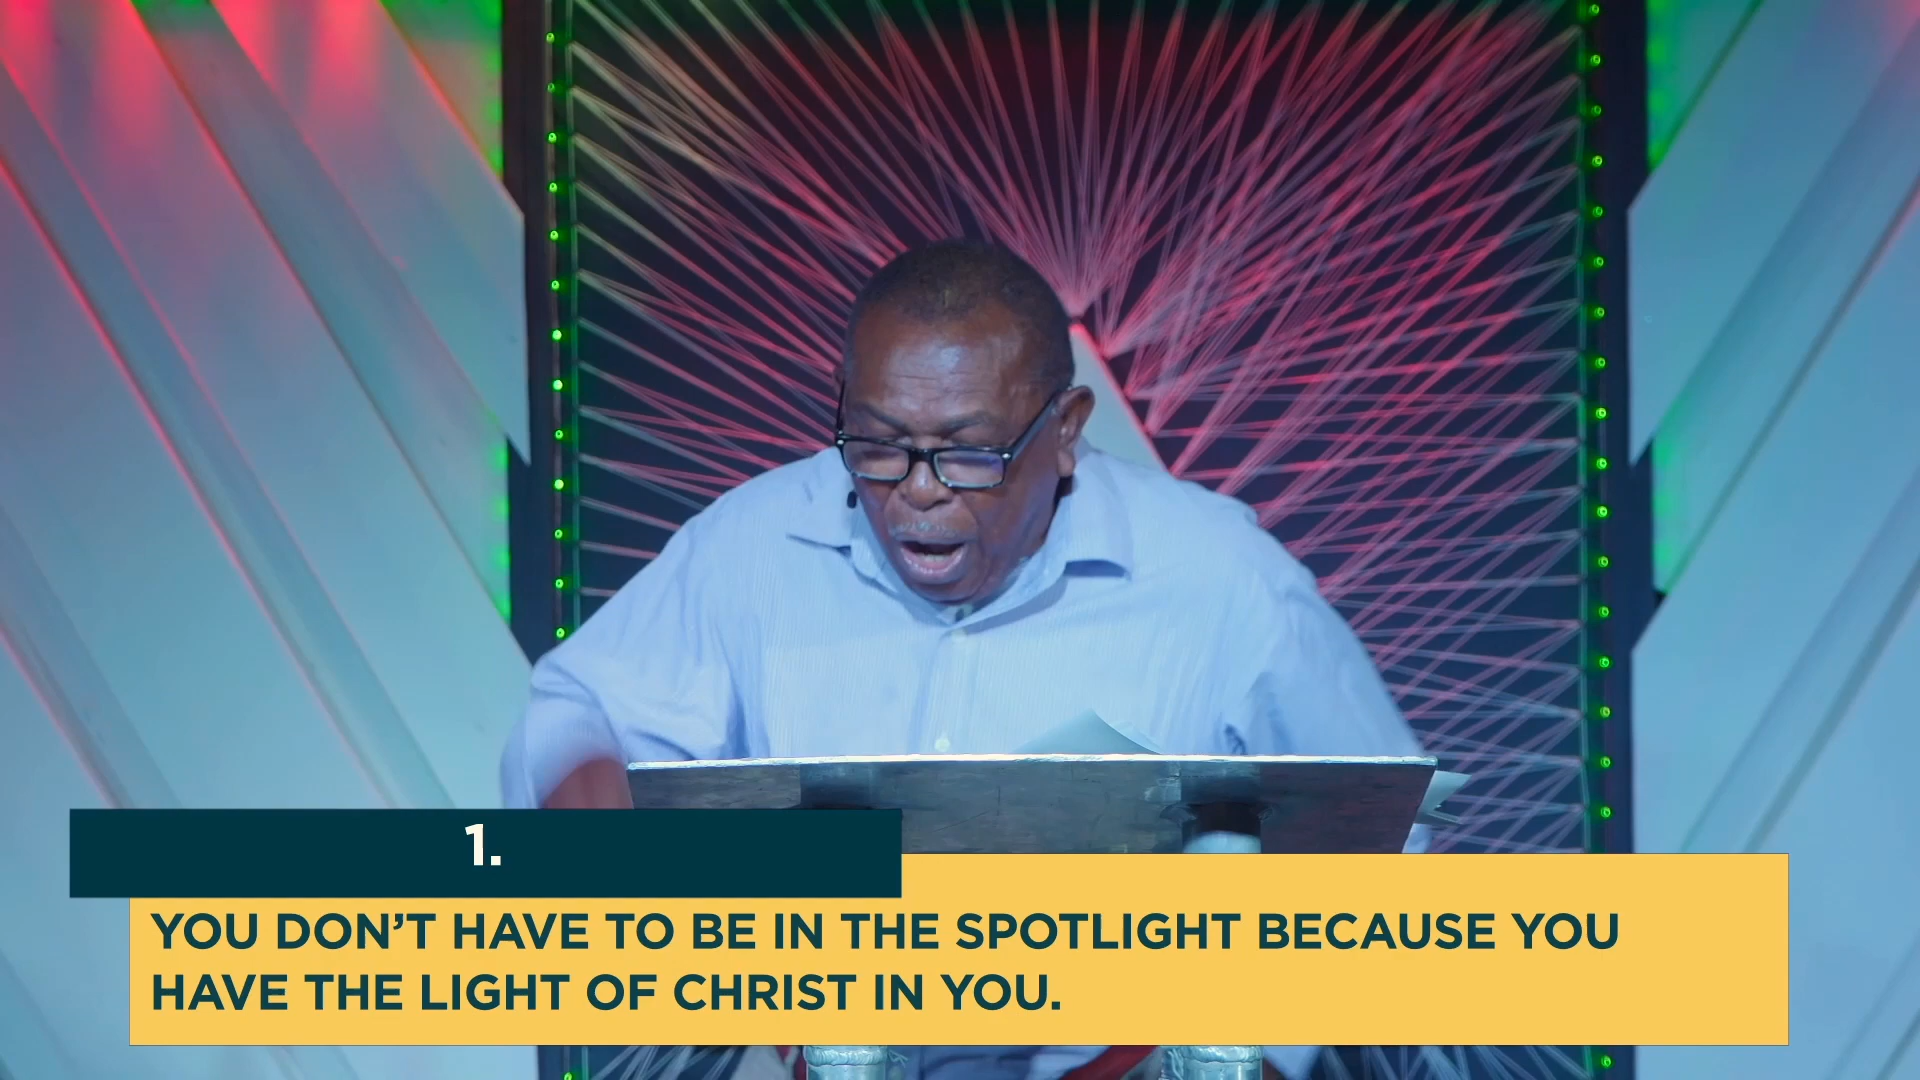 1.
YOU DON’T HAVE TO BE IN THE SPOTLIGHT BECAUSE YOU
HAVE THE LIGHT OF CHRIST IN YOU.